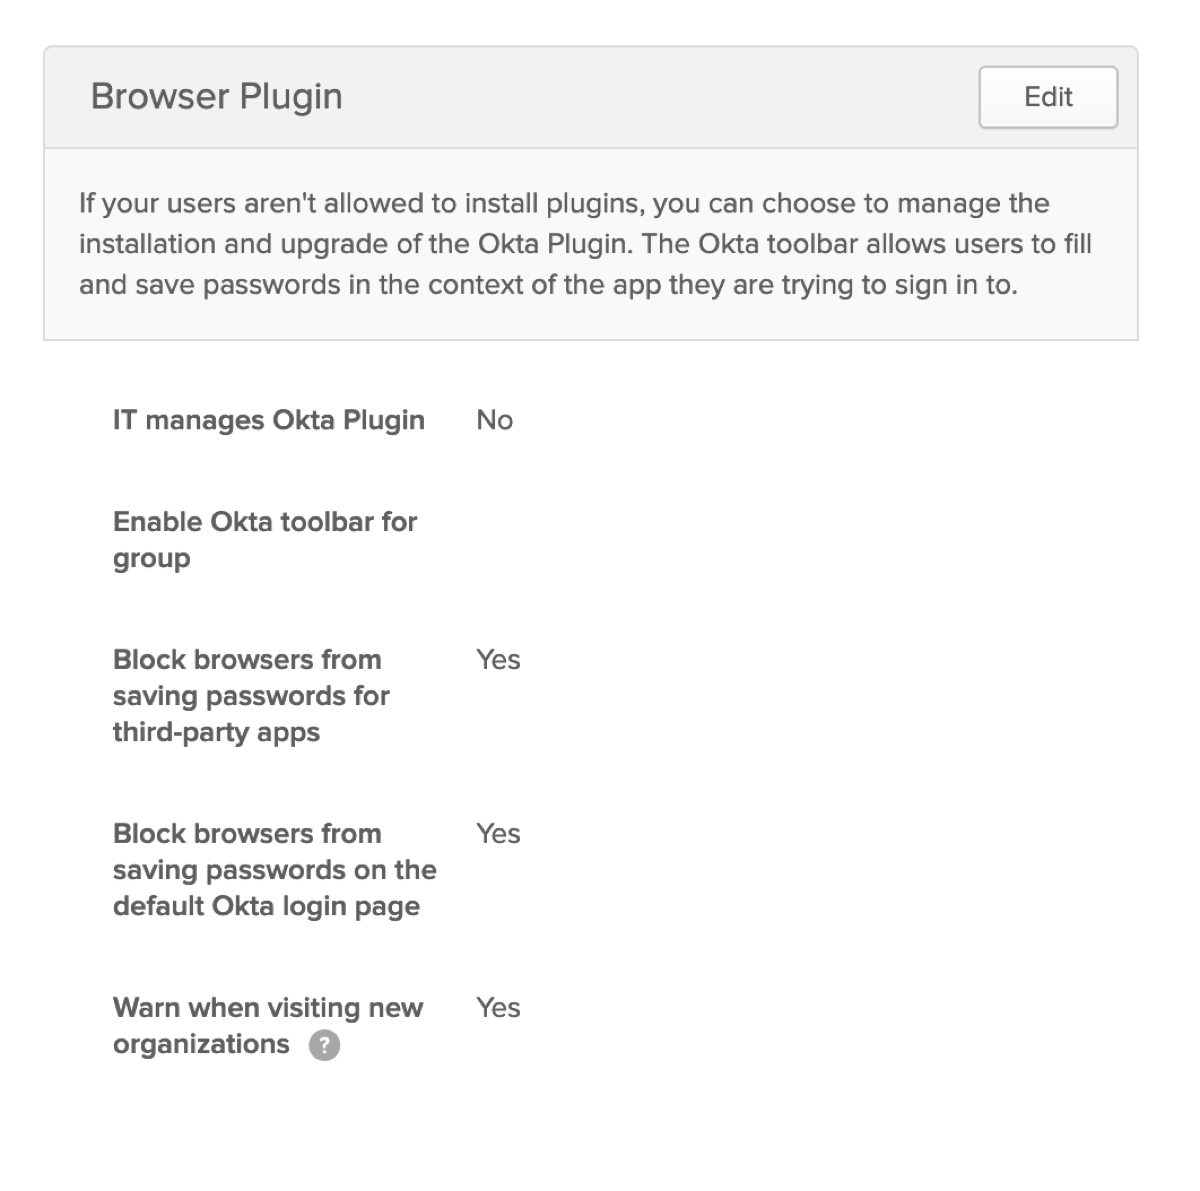 Browser Plugin
Edit
If your users aren't allowed to install plugins, you can choose to manage the
installation and upgrade of the Okta Plugin. The Okta toolbar allows users to fill
and save passwords in the context of the app they are trying to sign in to.
IT manages Okta Plugin No
Enable Okta toolbar for
group
Block browsers from Yes
saving passwords for
third-party apps
Block browsers from Yes
saving passwords on the
default Okta login page
Warn when visiting new Yes
organizations ?